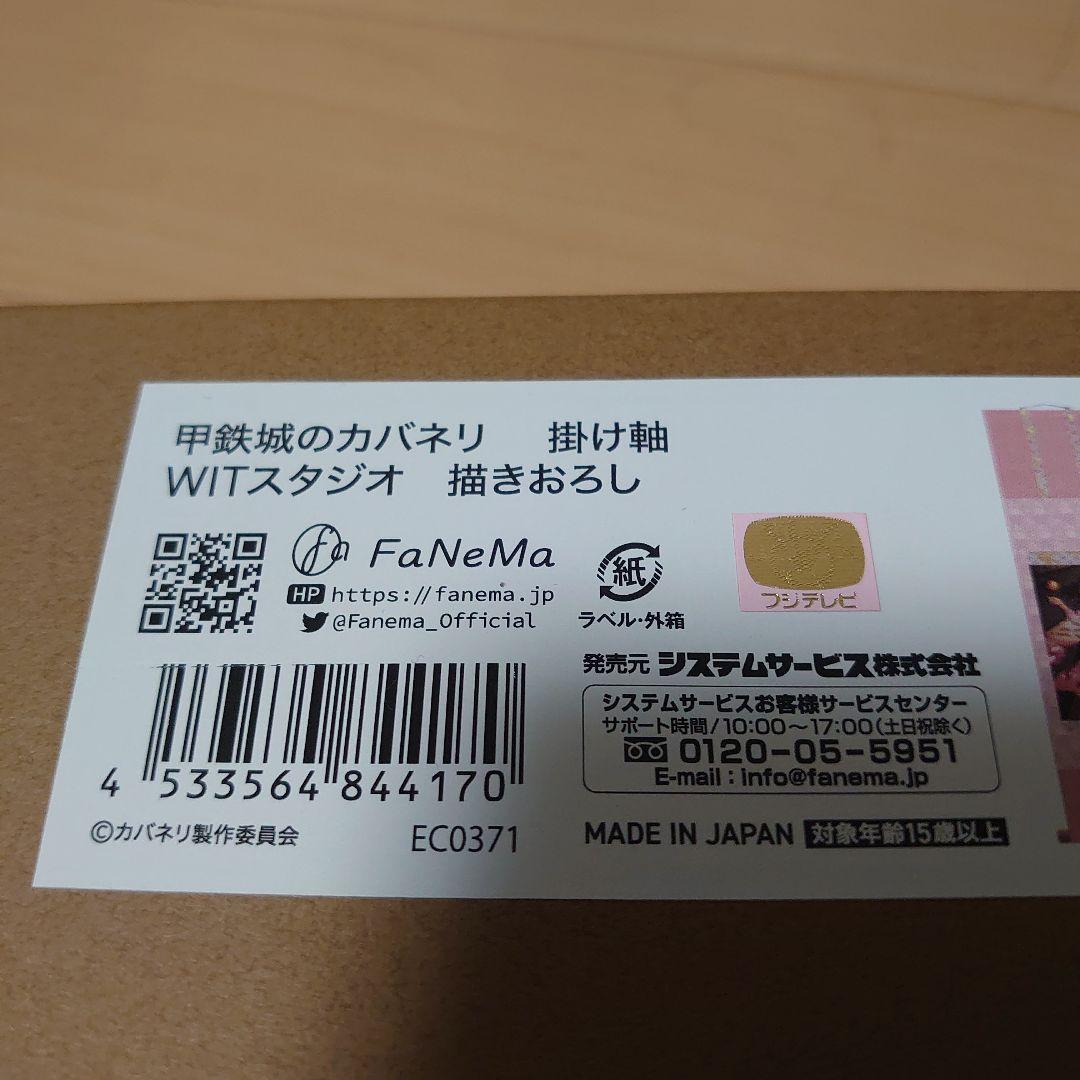 甲鉄城のカバネリ　掛け軸
WITスタジオ　描きおろし
FaNeMa
HP https://fanema.jp
@Fanema_Official
紙
ラベル・外箱
フジテレビ
発売元 システムサービス株式会社
システムサービスお客様サービスセンター
サポート時間/10:00～17:00(土日祝除く)
0120-05-5951
E-mail : info@fanema.jp
4 533564 844170
©カバネリ製作委員会 EC0371
MADE IN JAPAN 対象年齢15歳以上